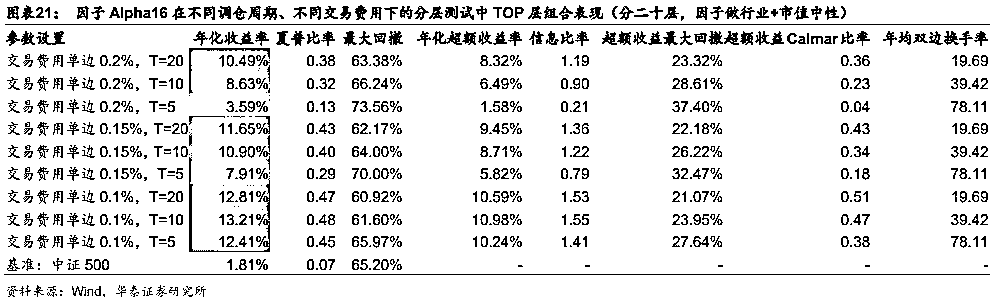 图表21： 因子 Alpha16 在不同调仓周期、不同交易费用下的分层测试中 TOP 层组合表现（分二十层，因子做行业+市值中性）
参数设置 年化收益率 夏普比率 最大回撤 年化超额收益率 信息比率 超额收益最大回撤 超额收益Calmar 比率 年均双边换手率
交易费用单边 0.2%，T=20 10.49% 0.38 63.38% 8.32% 1.19 23.32% 0.36 19.69
交易费用单边 0.2%，T=10 8.63% 0.32 66.24% 6.49% 0.90 28.61% 0.23 39.42
交易费用单边 0.2%，T=5 3.59% 0.13 73.56% 1.58% 0.21 37.40% 0.04 78.11
交易费用单边 0.15%，T=20 11.65% 0.43 62.17% 9.45% 1.36 22.18% 0.43 19.69
交易费用单边 0.15%，T=10 10.90% 0.40 64.00% 8.71% 1.22 26.22% 0.34 39.42
交易费用单边 0.15%，T=5 7.91% 0.29 70.00% 5.82% 0.79 32.47% 0.18 78.11
交易费用单边 0.1%，T=20 12.81% 0.47 60.92% 10.59% 1.53 21.07% 0.51 19.69
交易费用单边 0.1%，T=10 13.21% 0.48 61.60% 10.98% 1.55 23.95% 0.47 39.42
交易费用单边 0.1%，T=5 12.41% 0.45 65.97% 10.24% 1.41 27.64% 0.38 78.11
基准：中证 500 1.81% 0.07 65.20% - - - - -
资料来源：Wind，华泰证券研究所